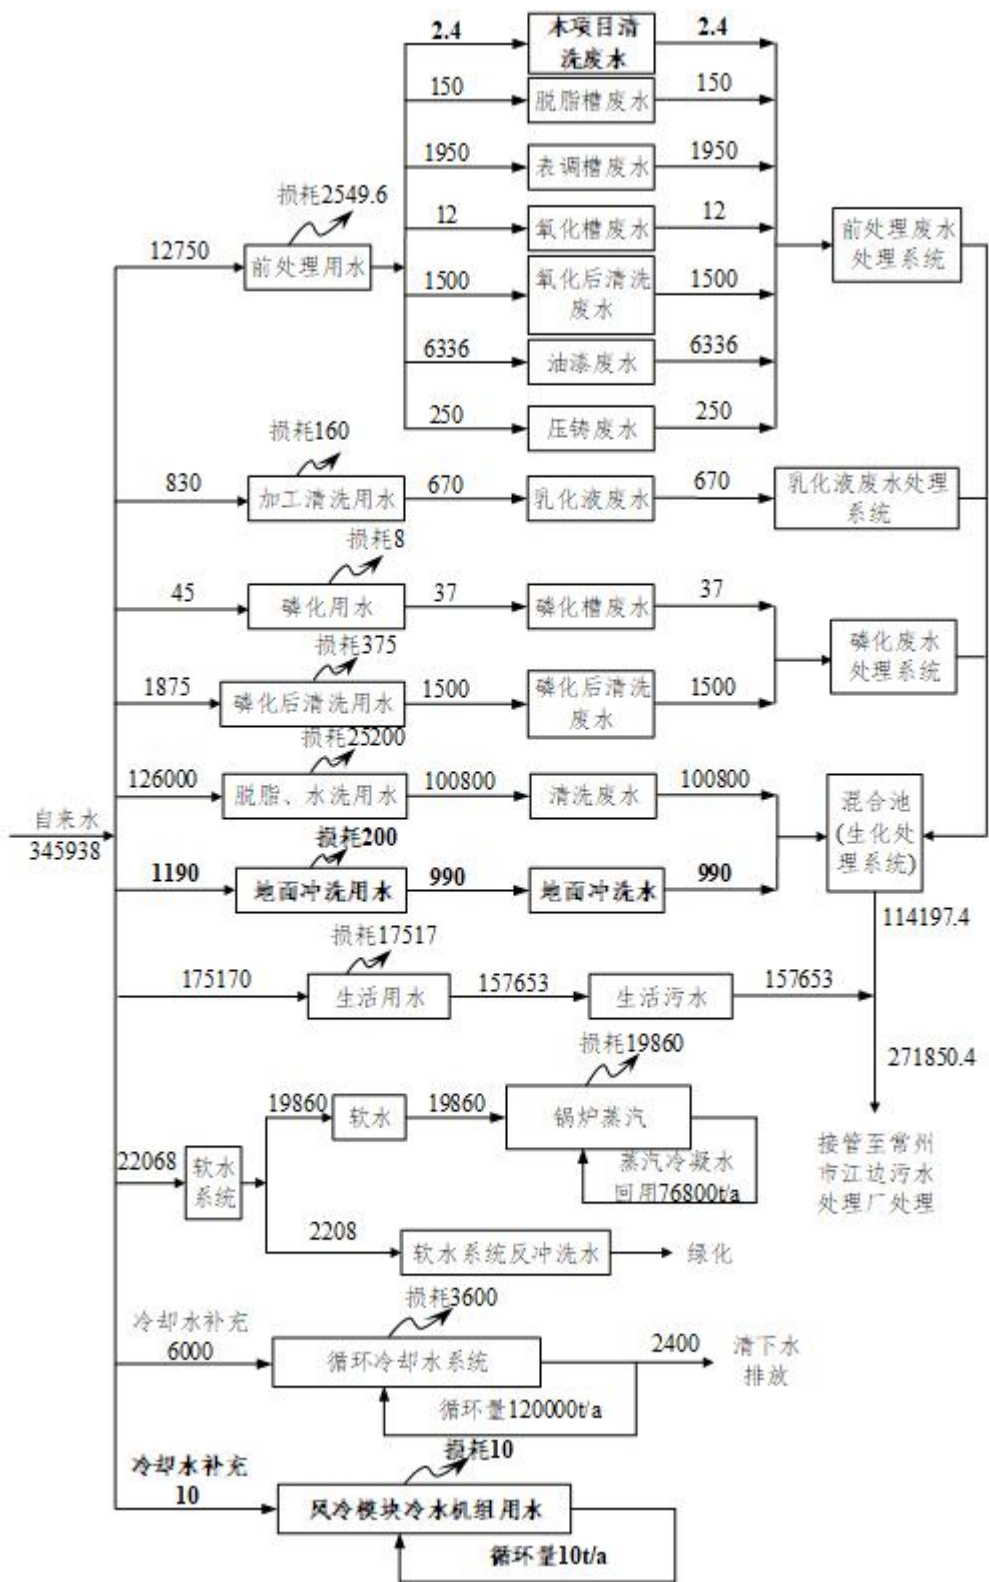 2.4
本项目清
洗废水
2.4
150
脱脂槽废水
150
1950
表调槽废水
1950
损耗2549.6
12
氧化槽废水
12
前处理废水
处理系统
12750
前处理用水
1500
氧化后清洗
废水
1500
6336
油漆废水
6336
250
压铸废水
250
损耗160
830
加工清洗用水
670
乳化液废水
670
乳化液废水处理
系统
损耗8
45
磷化用水
37
磷化槽废水
37
磷化废水
处理系统
损耗375
1875
磷化后清洗用水
1500
磷化后清洗
废水
1500
损耗25200
126000
脱脂、水洗用水
100800
清洗废水
100800
混合池
(生化处
理系统)
自来水
345938
损耗200
1190
地面冲洗用水
990
地面冲洗水
990
114197.4
损耗17517
175170
生活用水
157653
生活污水
157653
271850.4
损耗19860
19860
软水
19860
锅炉蒸汽
蒸汽冷凝水
回用76800t/a
接管至常州
市江边污水
处理厂处理
22068
软水
系统
2208
软水系统反冲洗水
绿化
损耗3600
冷却水补充
6000
循环冷却水系统
2400
清下水
排放
循环量120000t/a
损耗10
冷却水补充
10
风冷模块冷水机组用水
循环量10t/a